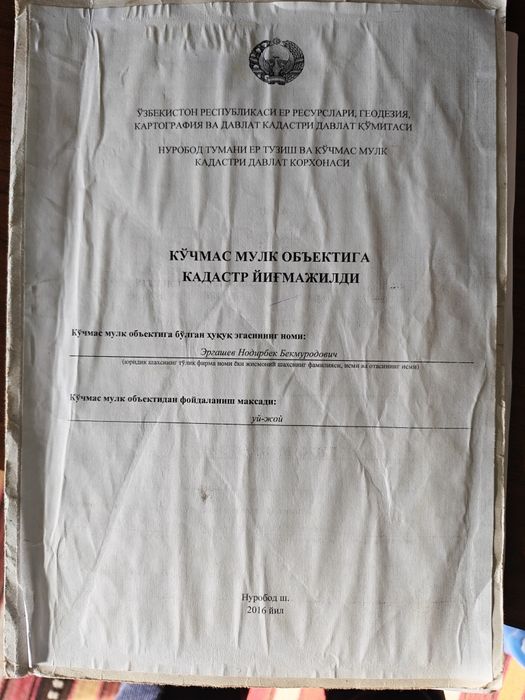 ЎЗБЕКИСТОН РЕСПУБЛИКАСИ ЕР РЕСУРСЛАРИ, ГЕОДЕЗИЯ,
КАРТОГРАФИЯ ВА ДАВЛАТ КАДАСТРИ ДАВЛАТ ҚЎМИТАСИ
НУРОБОД ТУМАНИ ЕР ТУЗИШ ВА КЎЧМАС МУЛК
КАДАСТРИ ДАВЛАТ КОРХОНАСИ
КЎЧМАС МУЛК ОБЪЕКТИГА
КАДАСТР ЙИҒМАЖИЛДИ
Кўчмас мулк объектига бўлган ҳуқуқ эгасининг номи:
Эргашев Нодирбек Бекмуродович
(юридик шахснинг тўлиқ фирма номи ёки жисмоний шахснинг фамилияси, исми ва отасининг исми)
Кўчмас мулк объектидан фойдаланиш мақсади:
уй-жой
Нуробод ш.
2016 йил